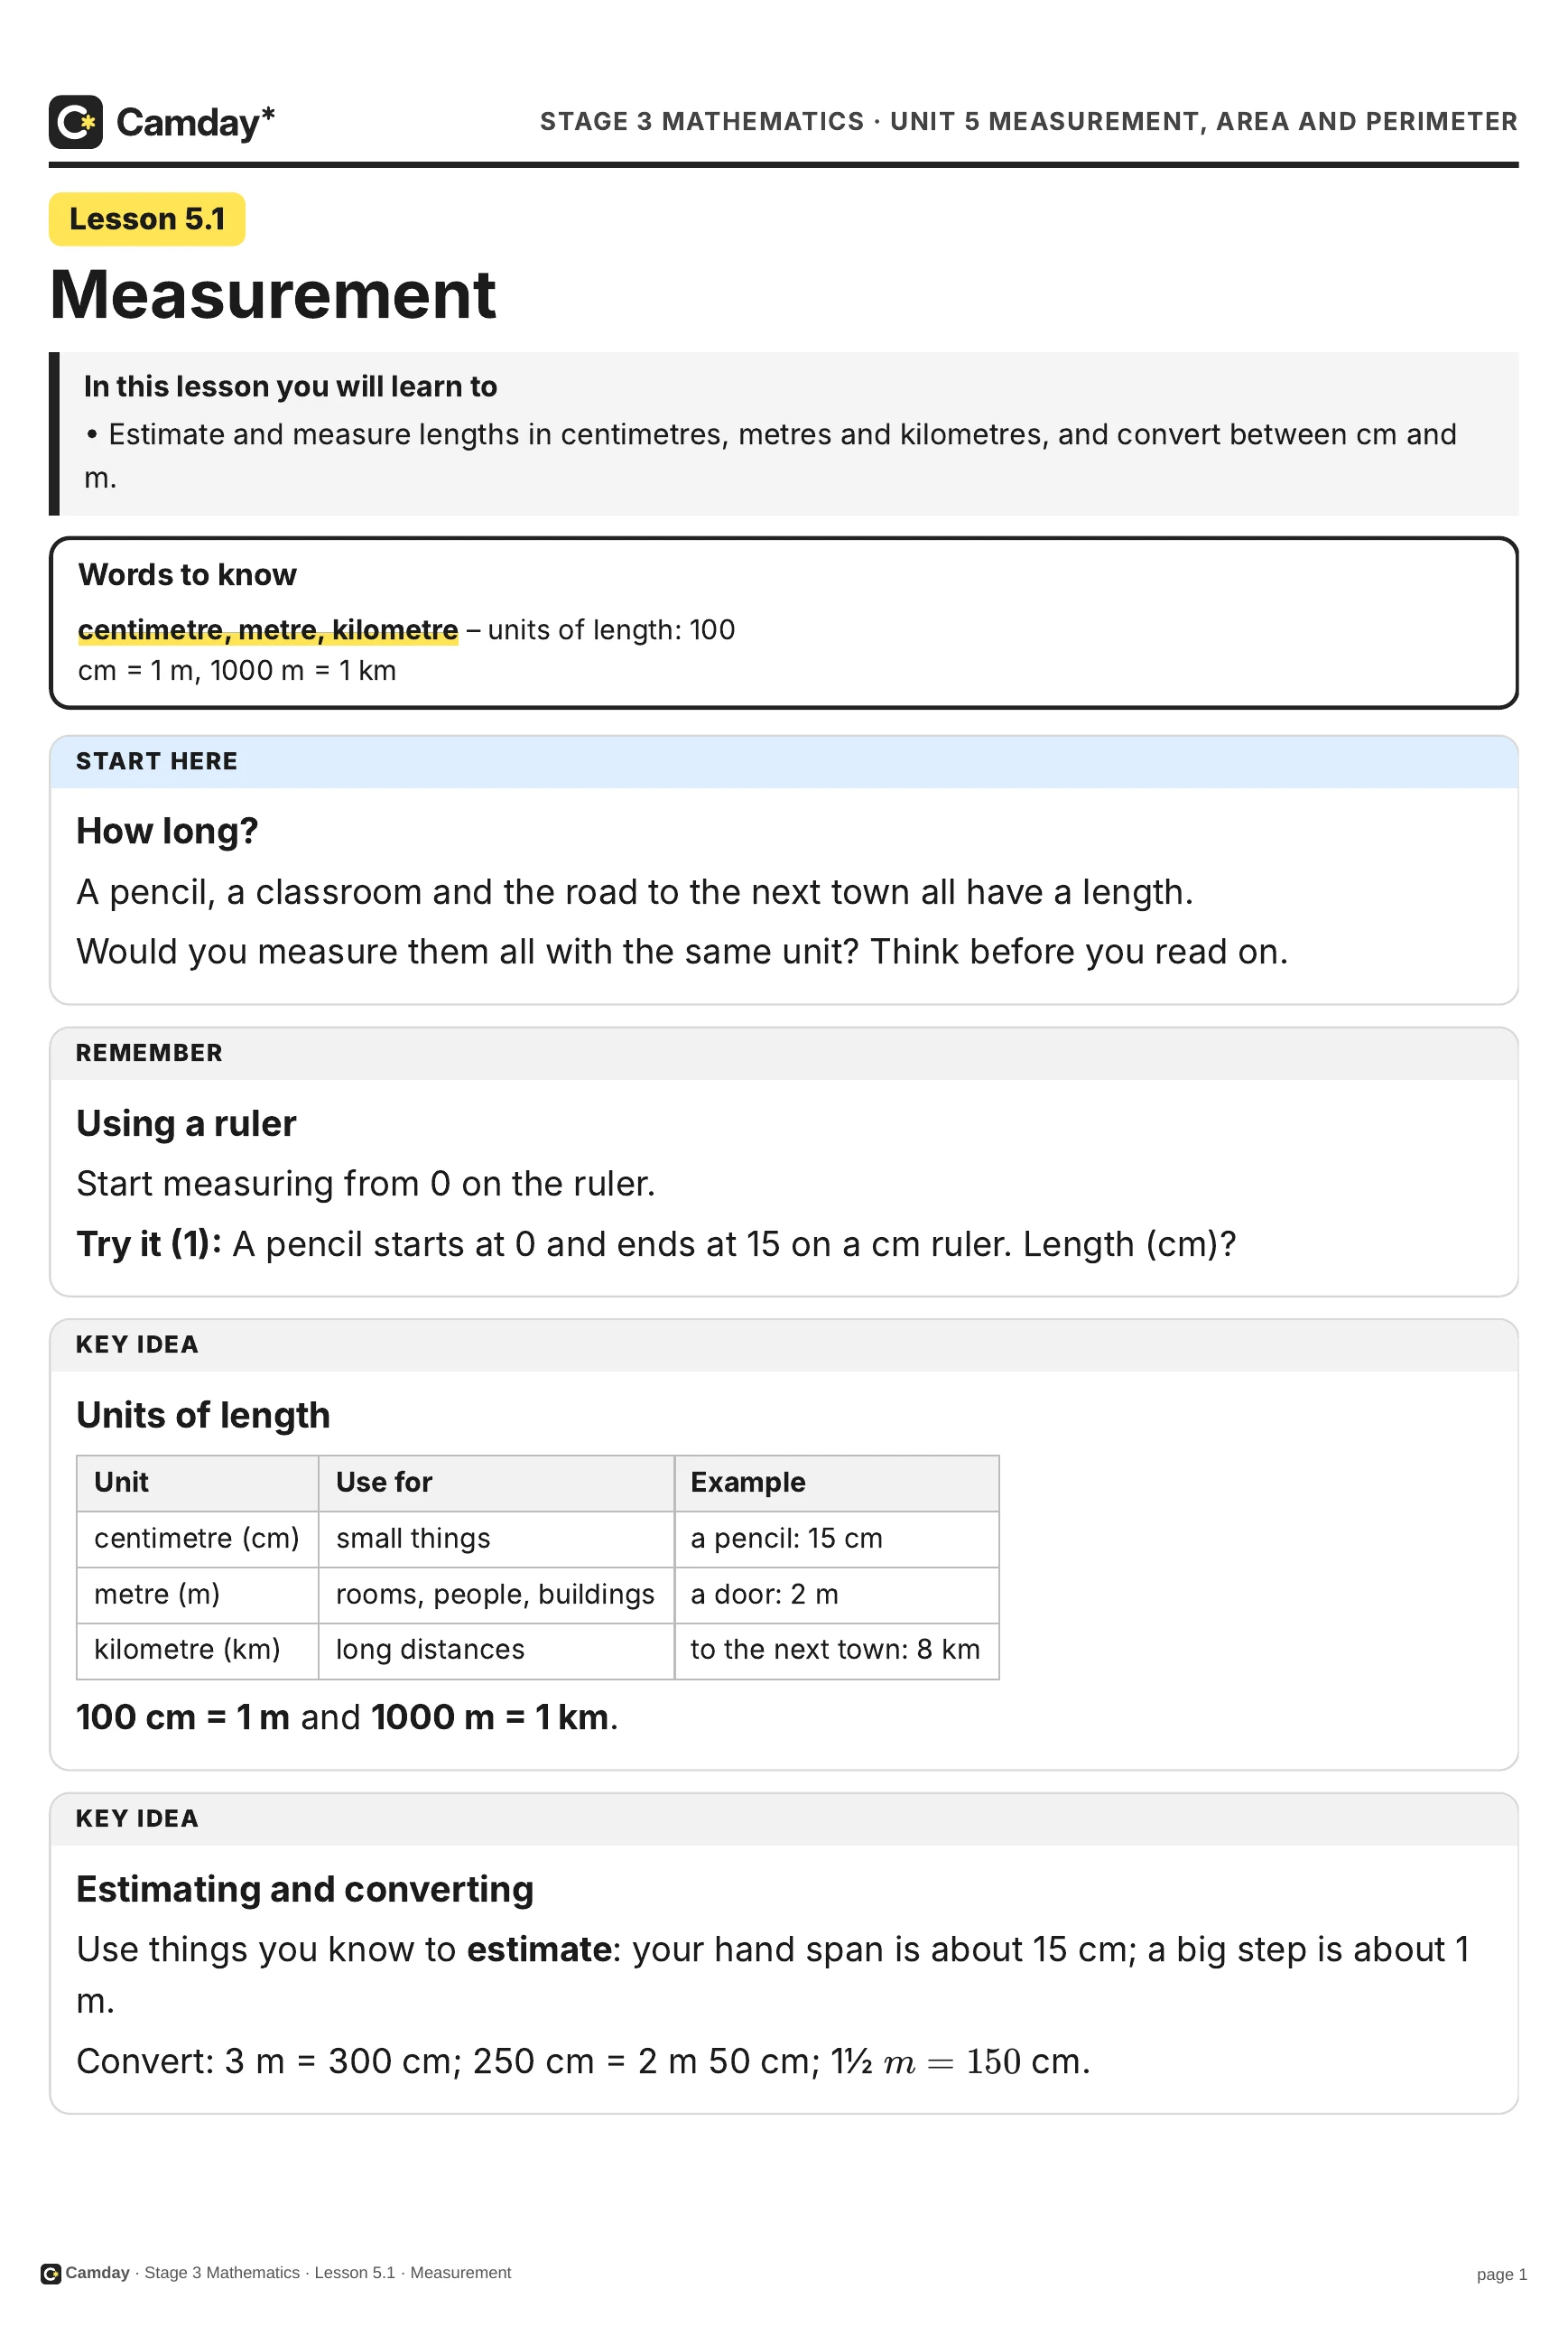 Camday*
STAGE 3 MATHEMATICS · UNIT 5 MEASUREMENT, AREA AND PERIMETER
Lesson 5.1
Measurement
In this lesson you will learn to
• Estimate and measure lengths in centimetres, metres and kilometres, and convert between cm and
m.
Words to know
centimetre, metre, kilometre – units of length: 100
cm = 1 m, 1000 m = 1 km
START HERE
How long?
A pencil, a classroom and the road to the next town all have a length.
Would you measure them all with the same unit? Think before you read on.
REMEMBER
Using a ruler
Start measuring from 0 on the ruler.
Try it (1): A pencil starts at 0 and ends at 15 on a cm ruler. Length (cm)?
KEY IDEA
Units of length
Unit Use for Example
centimetre (cm) small things a pencil: 15 cm
metre (m) rooms, people, buildings a door: 2 m
kilometre (km) long distances to the next town: 8 km
100 cm = 1 m and 1000 m = 1 km.
KEY IDEA
Estimating and converting
Use things you know to estimate: your hand span is about 15 cm; a big step is about 1
m.
Convert: 3 m = 300 cm; 250 cm = 2 m 50 cm; 1½ m = 150 cm.
Camday · Stage 3 Mathematics · Lesson 5.1 · Measurement
page 1